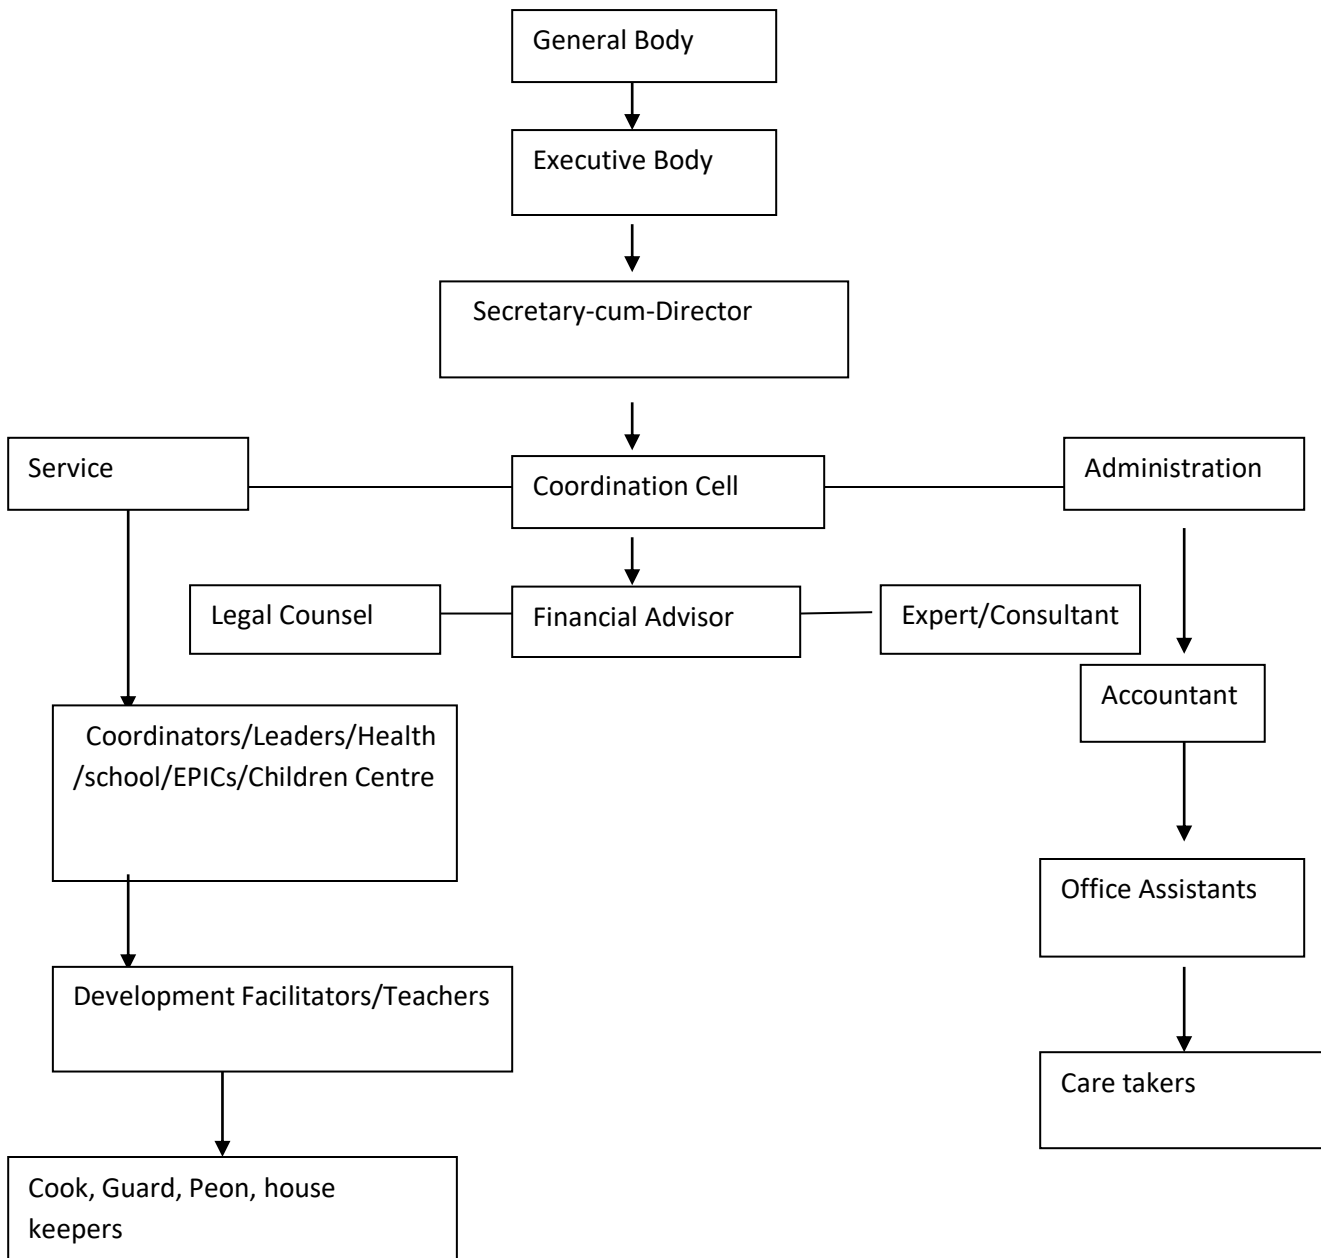 General Body
Executive Body
Secretary-cum-Director
Service
Coordination Cell
Administration
Legal Counsel
Financial Advisor
Expert/Consultant
Accountant
Coordinators/Leaders/Health
/school/EPICs/Children Centre
Office Assistants
Development Facilitators/Teachers
Care takers
Cook, Guard, Peon, house
keepers